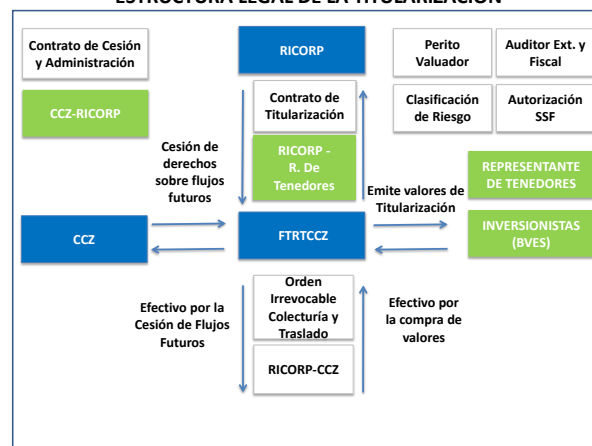 ESTRUCTURA LEGAL DE LA TITULARIZACIÓN
Contrato de Cesión
y Administración
RICORP
Perito
Valuador
Auditor Ext. y
Fiscal
CCZ-RICORP
Contrato de
Titularización
Clasificación
de Riesgo
Autorización
SSF
Cesión de
derechos
sobre flujos
futuros
RICORP -
R. De
Tenedores
Emite valores de
Titularización
REPRESENTANTE
DE TENEDORES
CCZ
FTRTCCZ
INVERSIONISTAS
(BVES)
Efectivo por la
Cesión de Flujos
Futuros
Orden
Irrevocable
Colecturía y
Traslado
Efectivo por
la compra de
valores
RICORP-CCZ